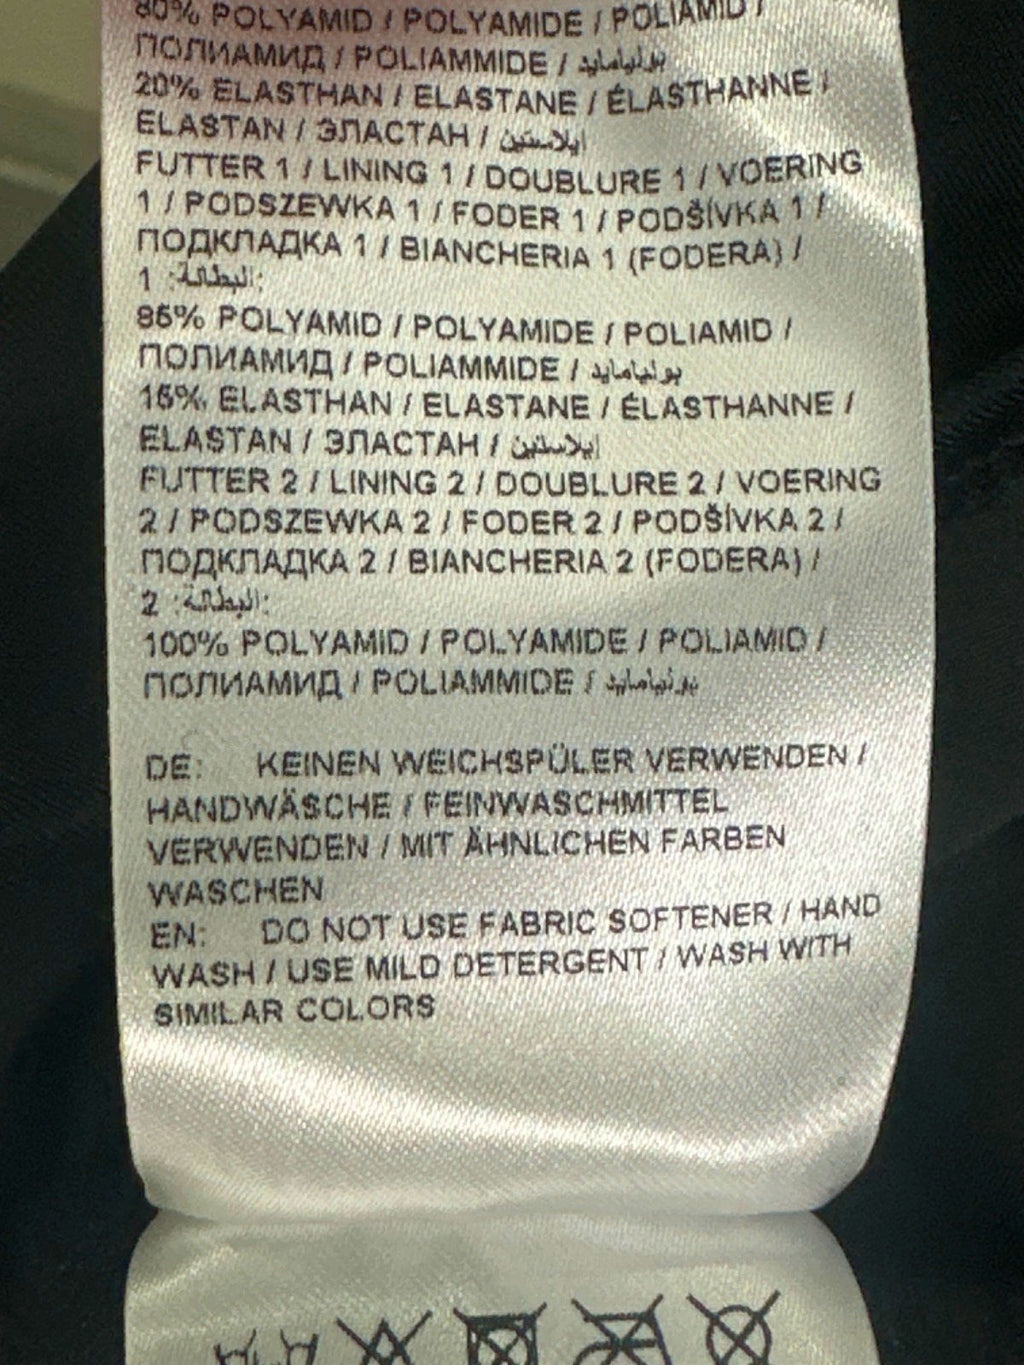 80% POLYAMID / POLYAMIDE / POLIAMID /
ПОЛИАМИД / POLIAMMIDE / بولياماید
20% ELASTHAN / ELASTANE / ÉLASTHANNE /
ELASTAN / ЭЛАСТАН / إيلاستين
FUTTER 1 / LINING 1 / DOUBLURE 1 / VOERING
1 / PODSZEWKA 1 / FODER 1 / PODŠÍVKA 1 /
ПОДКЛАДКА 1 / BIANCHERIA 1 (FODERA) /
1 :البطانة:
85% POLYAMID / POLYAMIDE / POLIAMID /
ПОЛИАМИД / POLIAMMIDE / بولياماید
15% ELASTHAN / ELASTANE / ÉLASTHANNE /
ELASTAN / ЭЛАСТАН / إيلاستين
FUTTER 2 / LINING 2 / DOUBLURE 2 / VOERING
2 / PODSZEWKA 2 / FODER 2 / PODŠÍVKA 2 /
ПОДКЛАДКА 2 / BIANCHERIA 2 (FODERA) /
2 :البطانة:
100% POLYAMID / POLYAMIDE / POLIAMID /
ПОЛИАМИД / POLIAMMIDE / بولياماید
DE: KEINEN WEICHSPÜLER VERWENDEN /
HANDWÄSCHE / FEINWASCHMITTEL
VERWENDEN / MIT ÄHNLICHEN FARBEN
WASCHEN
EN: DO NOT USE FABRIC SOFTENER / HAND
WASH / USE MILD DETERGENT / WASH WITH
SIMILAR COLORS